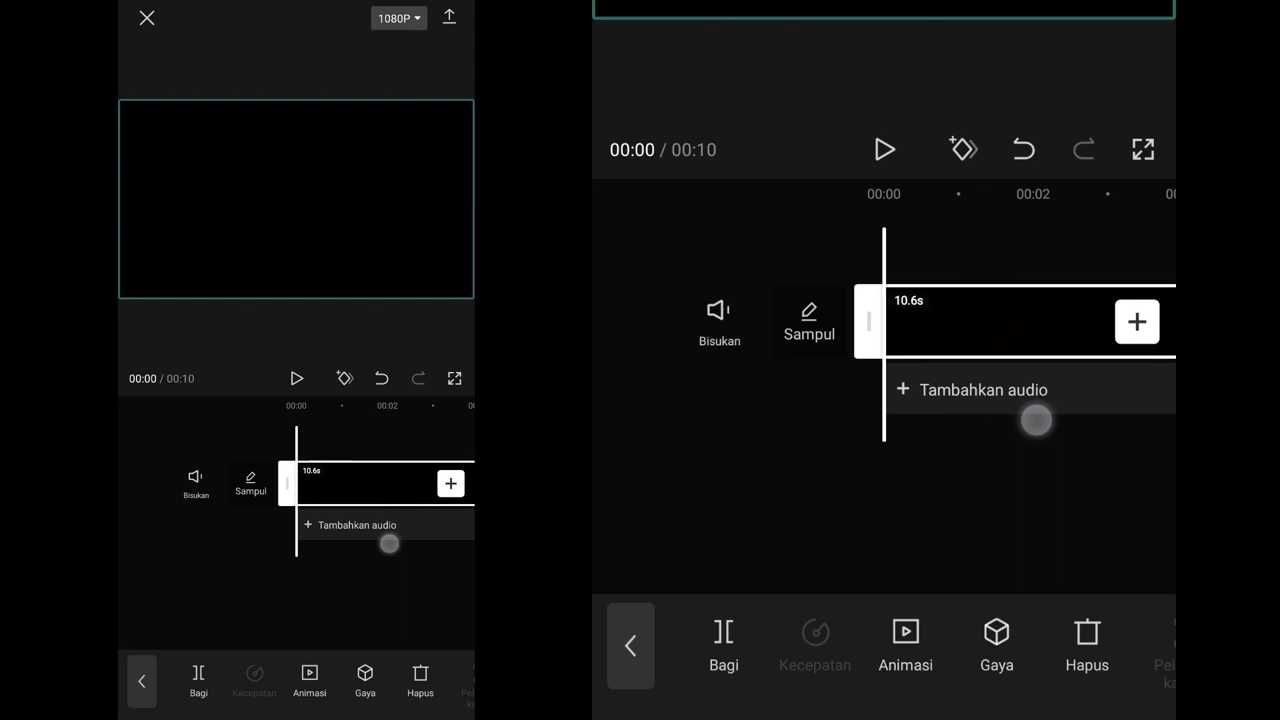 1080P
00:00 / 00:10
00:00
00:02
10.6s
Bisukan
Sampul
+ Tambahkan audio
Bagi
Kecepatan
Animasi
Gaya
Hapus
00:00 / 00:10
00:00
00:02
10.6s
Bisukan
Sampul
+ Tambahkan audio
Bagi
Kecepatan
Animasi
Gaya
Hapus